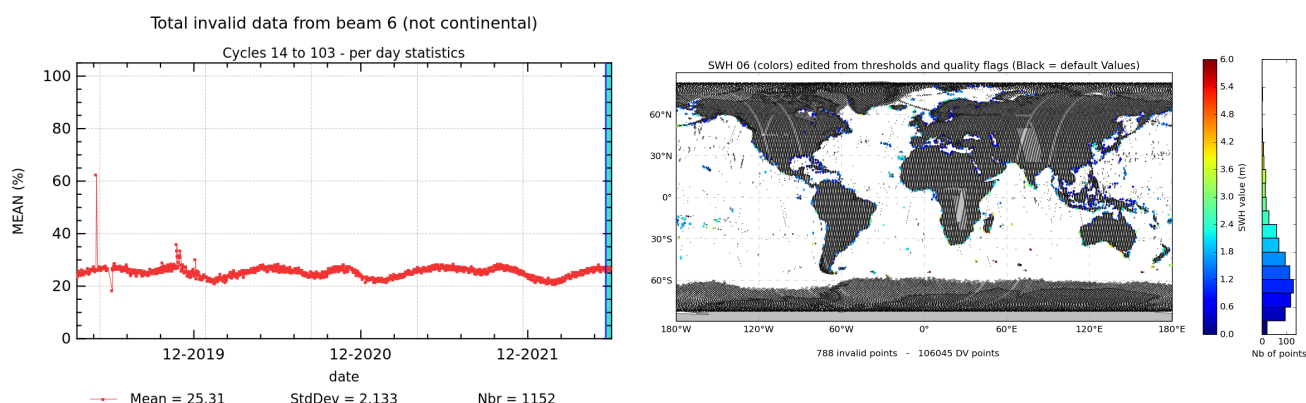 Total invalid data from beam 6 (not continental)
Cycles 14 to 103 - per day statistics
100
80
60
40
20
0
MEAN (%)
12-2019
12-2020
12-2021
date
Mean = 25.31
StdDev = 2.133
Nbr = 1152
SWH 06 (colors) edited from thresholds and quality flags (Black = default Values)
60°N
30°N
0°
30°S
60°S
180°W
120°W
60°W
0°
60°E
120°E
180°E
788 invalid points - 106045 DV points
6.0
5.4
4.8
4.2
3.6
3.0
2.4
1.8
1.2
0.6
0.0
SWH value (m)
0
100
Nb of points